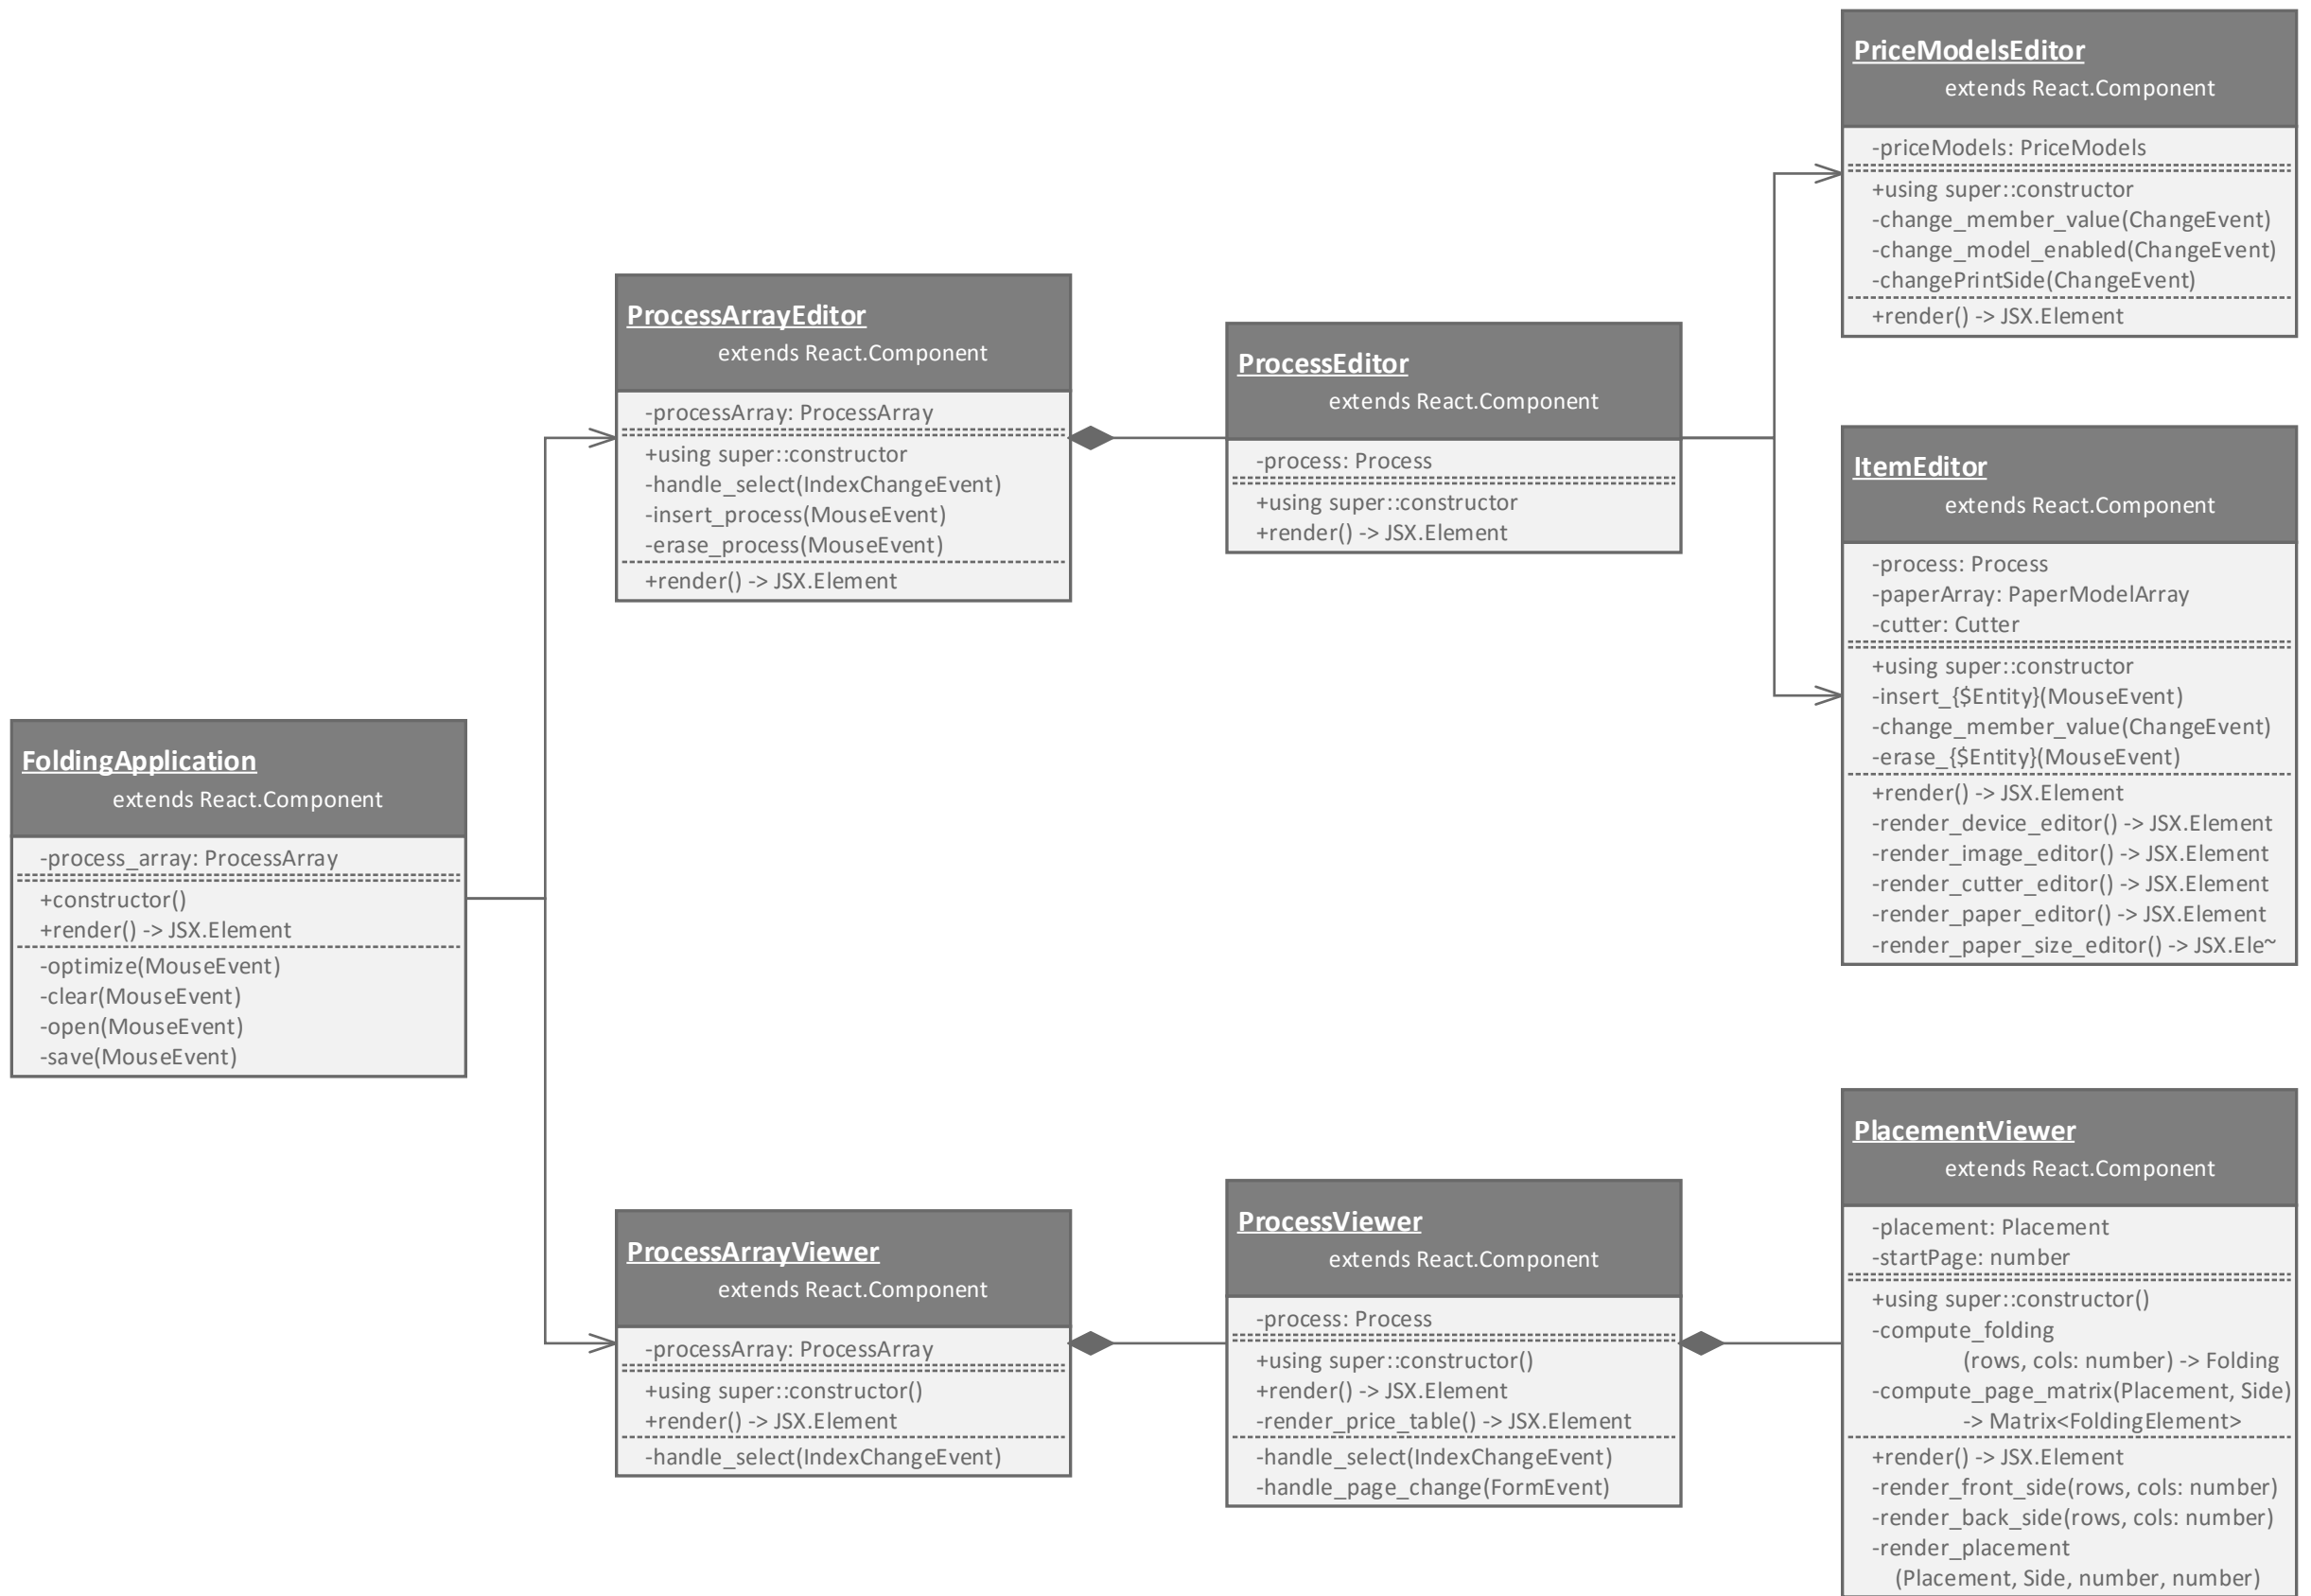 FoldingApplication
extends React.Component
-process_array: ProcessArray
+constructor()
+render() -> JSX.Element
-optimize(MouseEvent)
-clear(MouseEvent)
-open(MouseEvent)
-save(MouseEvent)
ProcessArrayEditor
extends React.Component
-processArray: ProcessArray
+using super::constructor
-handle_select(IndexChangeEvent)
-insert_process(MouseEvent)
-erase_process(MouseEvent)
+render() -> JSX.Element
ProcessEditor
extends React.Component
-process: Process
+using super::constructor
+render() -> JSX.Element
PriceModelsEditor
extends React.Component
-priceModels: PriceModels
+using super::constructor
-change_member_value(ChangeEvent)
-change_model_enabled(ChangeEvent)
-changePrintSide(ChangeEvent)
+render() -> JSX.Element
ItemEditor
extends React.Component
-process: Process
-paperArray: PaperModelArray
-cutter: Cutter
+using super::constructor
-insert_{$Entity}(MouseEvent)
-change_member_value(ChangeEvent)
-erase_{$Entity}(MouseEvent)
+render() -> JSX.Element
-render_device_editor() -> JSX.Element
-render_image_editor() -> JSX.Element
-render_cutter_editor() -> JSX.Element
-render_paper_editor() -> JSX.Element
-render_paper_size_editor() -> JSX.Ele~
ProcessArrayViewer
extends React.Component
-processArray: ProcessArray
+using super::constructor()
+render() -> JSX.Element
-handle_select(IndexChangeEvent)
ProcessViewer
extends React.Component
-process: Process
+using super::constructor()
+render() -> JSX.Element
-render_price_table() -> JSX.Element
-handle_select(IndexChangeEvent)
-handle_page_change(FormEvent)
PlacementViewer
extends React.Component
-placement: Placement
-startPage: number
+using super::constructor()
-compute_folding
(rows, cols: number) -> Folding
-compute_page_matrix(Placement, Side)
-> Matrix<FoldingElement>
+render() -> JSX.Element
-render_front_side(rows, cols: number)
-render_back_side(rows, cols: number)
-render_placement
(Placement, Side, number, number)